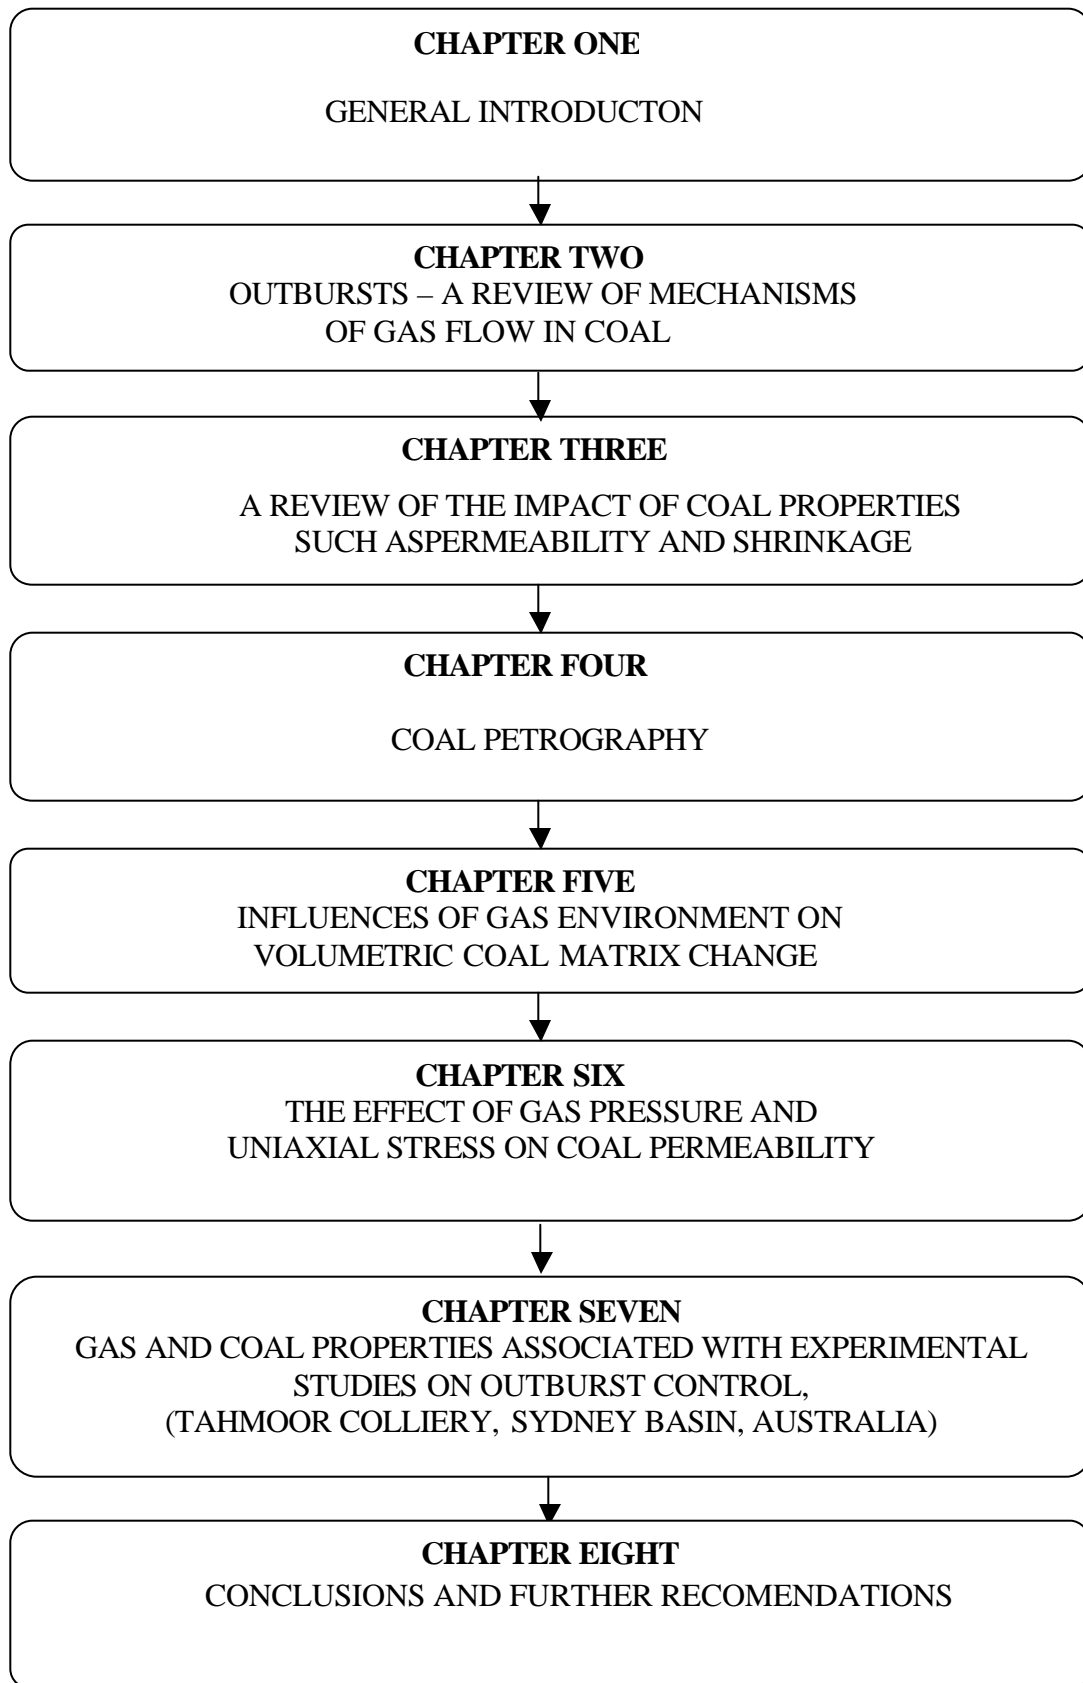 CHAPTER ONE
GENERAL INTRODUCTON
CHAPTER TWO
OUTBURSTS – A REVIEW OF MECHANISMS
OF GAS FLOW IN COAL
CHAPTER THREE
A REVIEW OF THE IMPACT OF COAL PROPERTIES
SUCH ASPERMEABILITY AND SHRINKAGE
CHAPTER FOUR
COAL PETROGRAPHY
CHAPTER FIVE
INFLUENCES OF GAS ENVIRONMENT ON
VOLUMETRIC COAL MATRIX CHANGE
CHAPTER SIX
THE EFFECT OF GAS PRESSURE AND
UNIAXIAL STRESS ON COAL PERMEABILITY
CHAPTER SEVEN
GAS AND COAL PROPERTIES ASSOCIATED WITH EXPERIMENTAL
STUDIES ON OUTBURST CONTROL,
(TAHMOOR COLLIERY, SYDNEY BASIN, AUSTRALIA)
CHAPTER EIGHT
CONCLUSIONS AND FURTHER RECOMENDATIONS